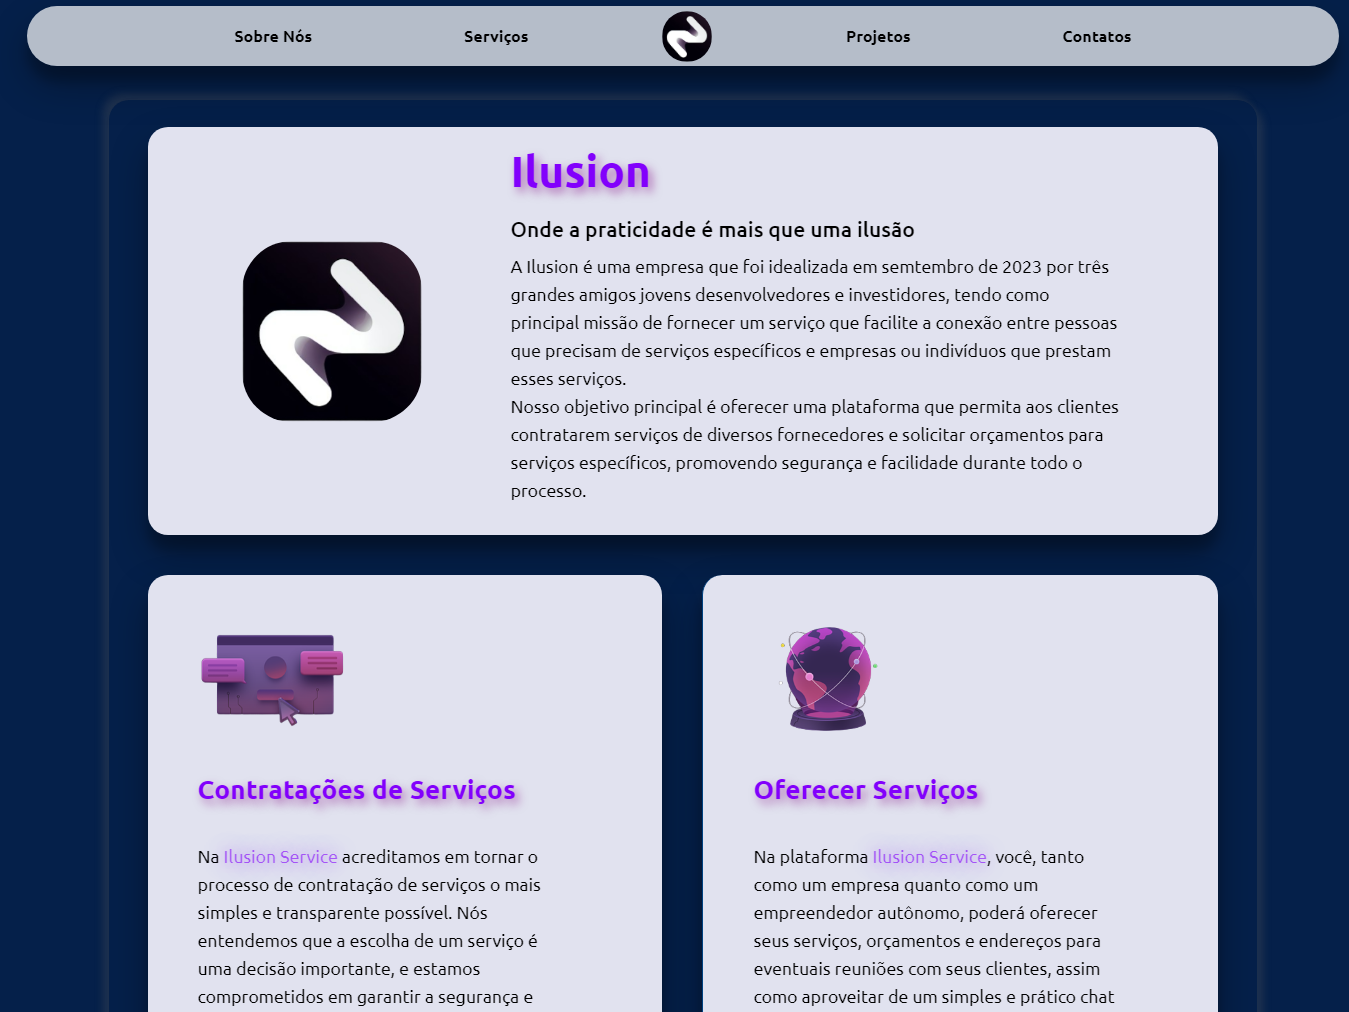 Sobre Nós
Serviços
Projetos
Contatos
Ilusion
Onde a praticidade é mais que uma ilusão
A Ilusion é uma empresa que foi idealizada em semtembro de 2023 por três
grandes amigos jovens desenvolvedores e investidores, tendo como
principal missão de fornecer um serviço que facilite a conexão entre pessoas
que precisam de serviços específicos e empresas ou indivíduos que prestam
esses serviços.
Nosso objetivo principal é oferecer uma plataforma que permita aos clientes
contratarem serviços de diversos fornecedores e solicitar orçamentos para
serviços específicos, promovendo segurança e facilidade durante todo o
processo.
Contratações de Serviços
Na Ilusion Service acreditamos em tornar o
processo de contratação de serviços o mais
simples e transparente possível. Nós
entendemos que a escolha de um serviço é
uma decisão importante, e estamos
comprometidos em garantir a segurança e
Oferecer Serviços
Na plataforma Ilusion Service, você, tanto
como um empresa quanto como um
empreendedor autônomo, poderá oferecer
seus serviços, orçamentos e endereços para
eventuais reuniões com seus clientes, assim
como aproveitar de um simples e prático chat